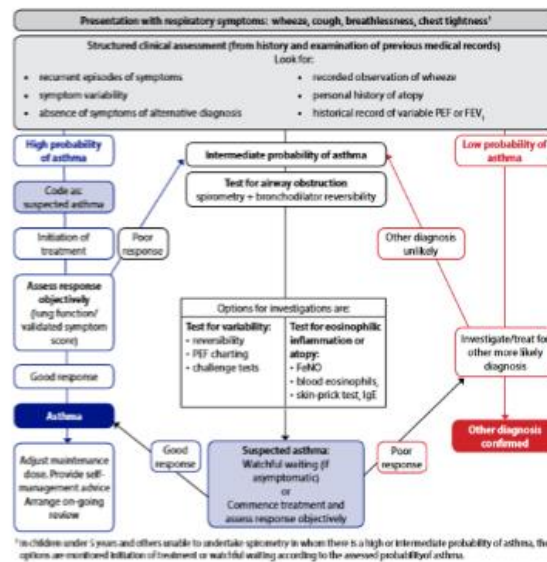 Presentation with respiratory symptoms: wheeze, cough, breathlessness, chest tightness¹
Structured clinical assessment (from history and examination of previous medical records)
Look for:
• recurrent episodes of symptoms
• symptom variability
• absence of symptoms of alternative diagnosis
• recorded observation of wheeze
• personal history of atopy
• historical record of variable PEF or FEV₁
High probability
of asthma
Code as:
suspected asthma
Initiation of
treatment
Assess response
objectively
(lung function/
validated symptom
score)
Good response
Asthma
Adjust maintenance
dose. Provide self-
management advice
Arrange on-going
review
Poor
response
Intermediate probability of asthma
Test for airway obstruction
spirometry + bronchodilator reversibility
Options for investigations are:
Test for variability:
• reversibility
• PEF charting
• challenge tests
Test for eosinophilic
inflammation or
atopy:
• FeNO
• blood eosinophils,
• skin-prick test, IgE
Good
response
Suspected asthma:
Watchful waiting (if
asymptomatic)
or
Commence treatment and
assess response objectively
Poor
response
Low probability of
asthma
Other diagnosis
unlikely
Investigate/treat for
other more likely
diagnosis
Other diagnosis
confirmed
¹ In children under 5 years and others unable to undertake spirometry in whom there is a high or intermediate probability of asthma, the
options are monitored initiation of treatment or watchful waiting according to the assessed probability of asthma.